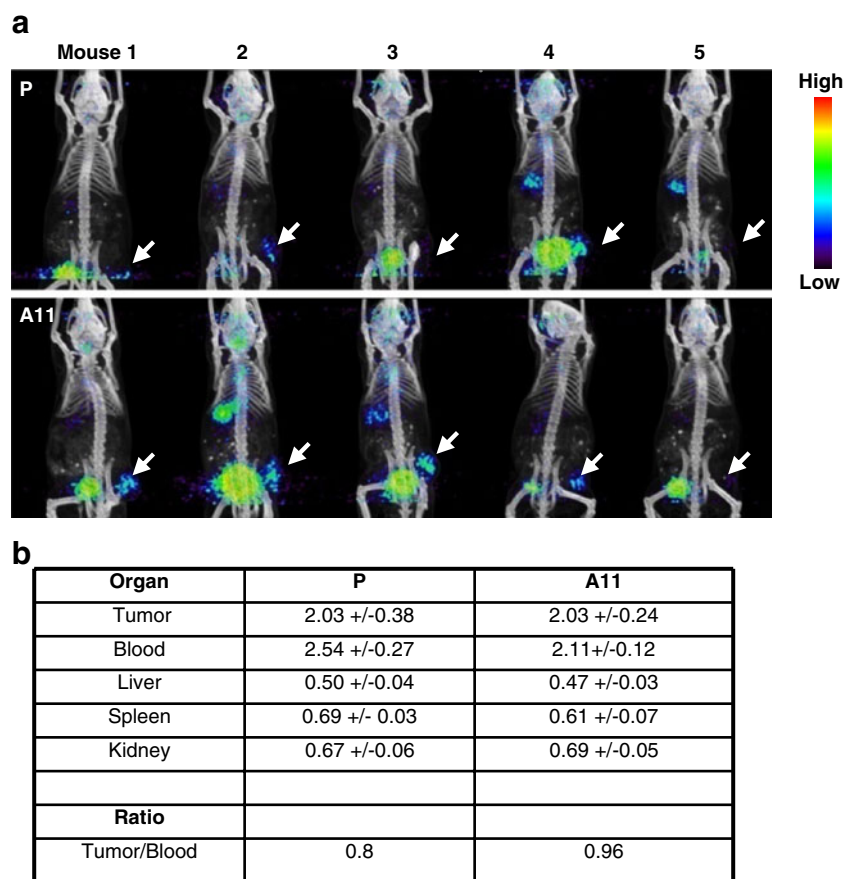 a
Mouse 1 2 3 4 5
P
High
Low
A11
b
Organ P A11
Tumor 2.03 +/-0.38 2.03 +/-0.24
Blood 2.54 +/-0.27 2.11+/-0.12
Liver 0.50 +/-0.04 0.47 +/-0.03
Spleen 0.69 +/- 0.03 0.61 +/-0.07
Kidney 0.67 +/-0.06 0.69 +/-0.05
Ratio
Tumor/Blood 0.8 0.96